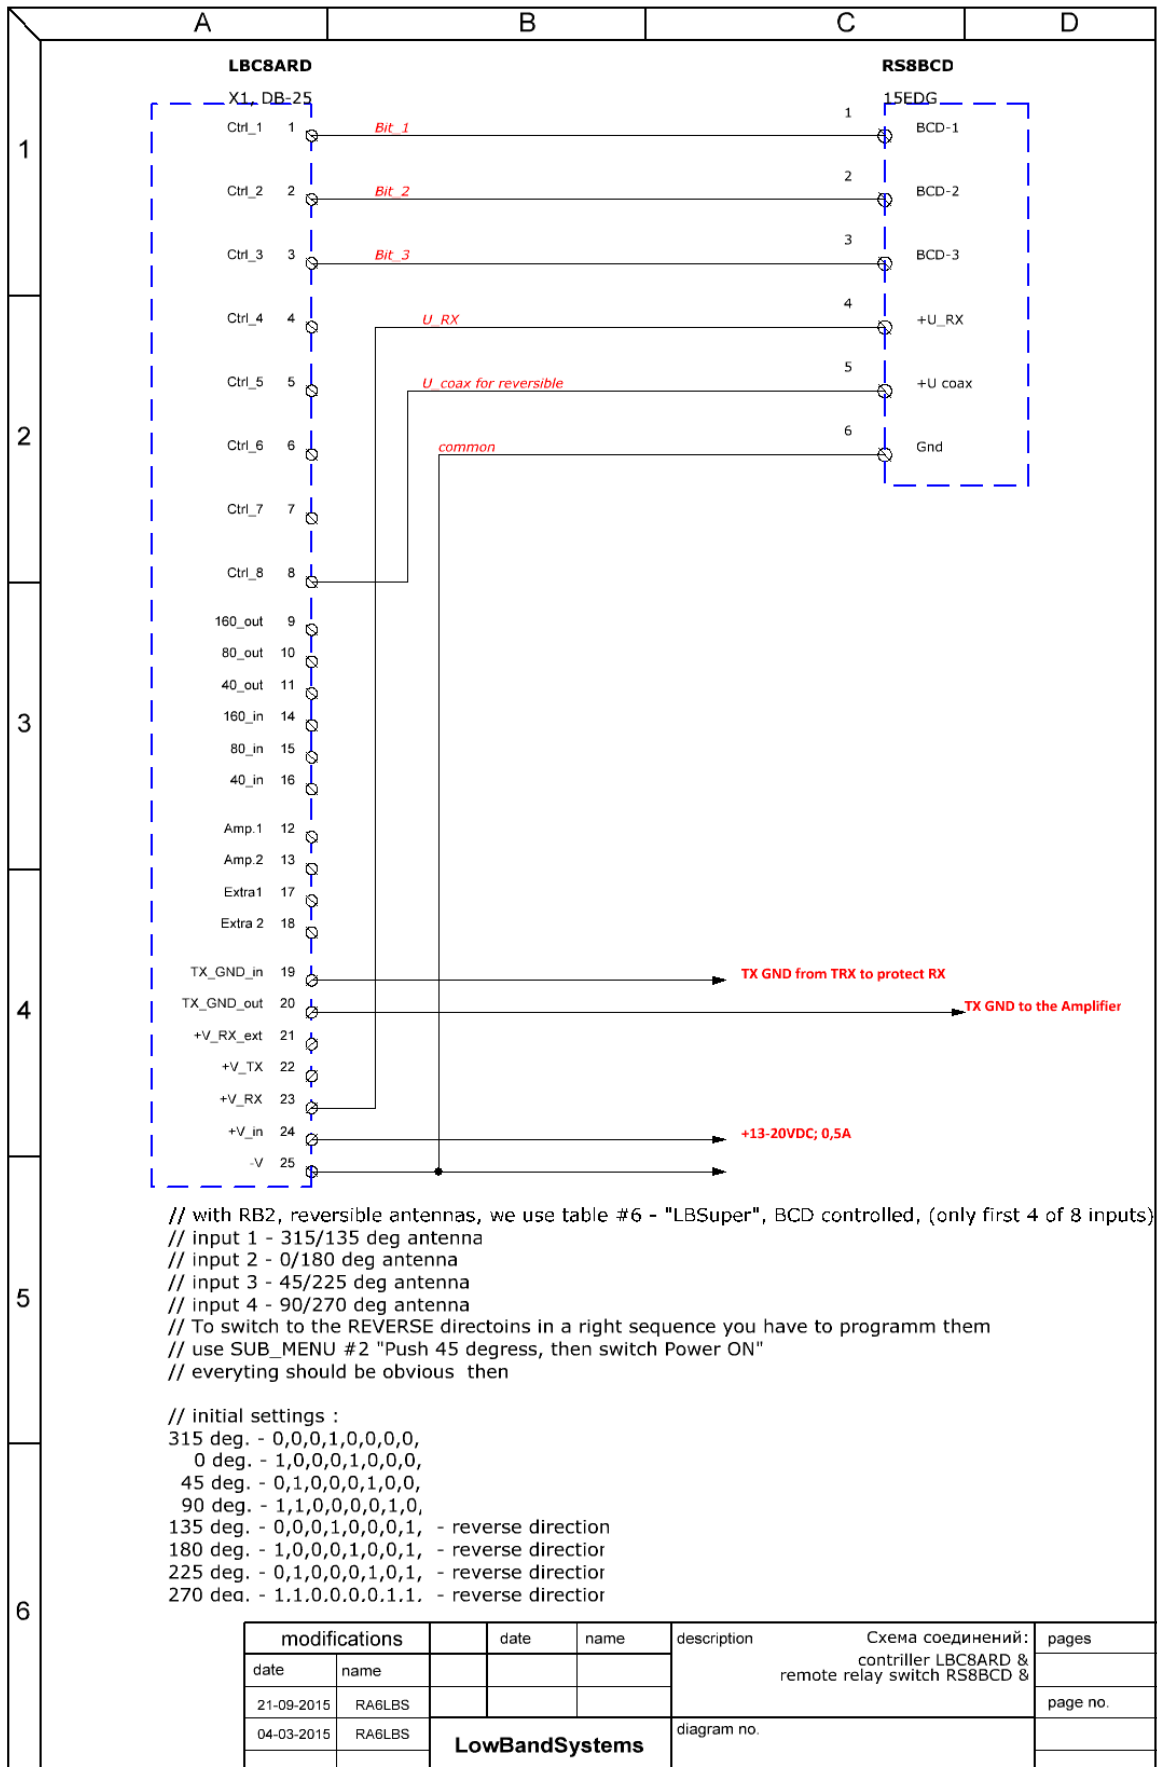 A B C D
LBC8ARD RS8BCD
X1, DB-25 15EDG
1
Ctrl_1 1 Bit_1 1 BCD-1
Ctrl_2 2 Bit_2 2 BCD-2
Ctrl_3 3 Bit_3 3 BCD-3
Ctrl_4 4 U_RX 4 +U_RX
Ctrl_5 5 U_coax for reversible 5 +U coax
2
Ctrl_6 6 common 6 Gnd
Ctrl_7 7
Ctrl_8 8
160_out 9
80_out 10
40_out 11
3
160_in 14
80_in 15
40_in 16
Amp.1 12
Amp.2 13
Extra1 17
Extra 2 18
TX_GND_in 19 TX GND from TRX to protect RX
4
TX_GND_out 20 TX GND to the Amplifier
+V_RX_ext 21
+V_TX 22
+V_RX 23
+V_in 24 +13-20VDC; 0,5A
-V 25
// with RB2, reversible antennas, we use table #6 - "LBSuper", BCD controlled, (only first 4 of 8 inputs)
// input 1 - 315/135 deg antenna
// input 2 - 0/180 deg antenna
// input 3 - 45/225 deg antenna
5
// input 4 - 90/270 deg antenna
// To switch to the REVERSE directoins in a right sequence you have to programm them
// use SUB_MENU #2 "Push 45 degress, then switch Power ON"
// everyting should be obvious then
// initial settings :
315 deg. - 0,0,0,1,0,0,0,0,
0 deg. - 1,0,0,0,1,0,0,0,
45 deg. - 0,1,0,0,0,1,0,0,
90 deg. - 1,1,0,0,0,0,1,0,
135 deg. - 0,0,0,1,0,0,0,1, - reverse direction
180 deg. - 1,0,0,0,1,0,0,1, - reverse direction
225 deg. - 0,1,0,0,0,1,0,1, - reverse direction
270 deg. - 1,1,0,0,0,0,1,1, - reverse direction
6
modifications date name description Схема соединений: pages
contriller LBC8ARD &
date name remote relay switch RS8BCD &
21-09-2015 RA6LBS page no.
04-03-2015 RA6LBS LowBandSystems diagram no.